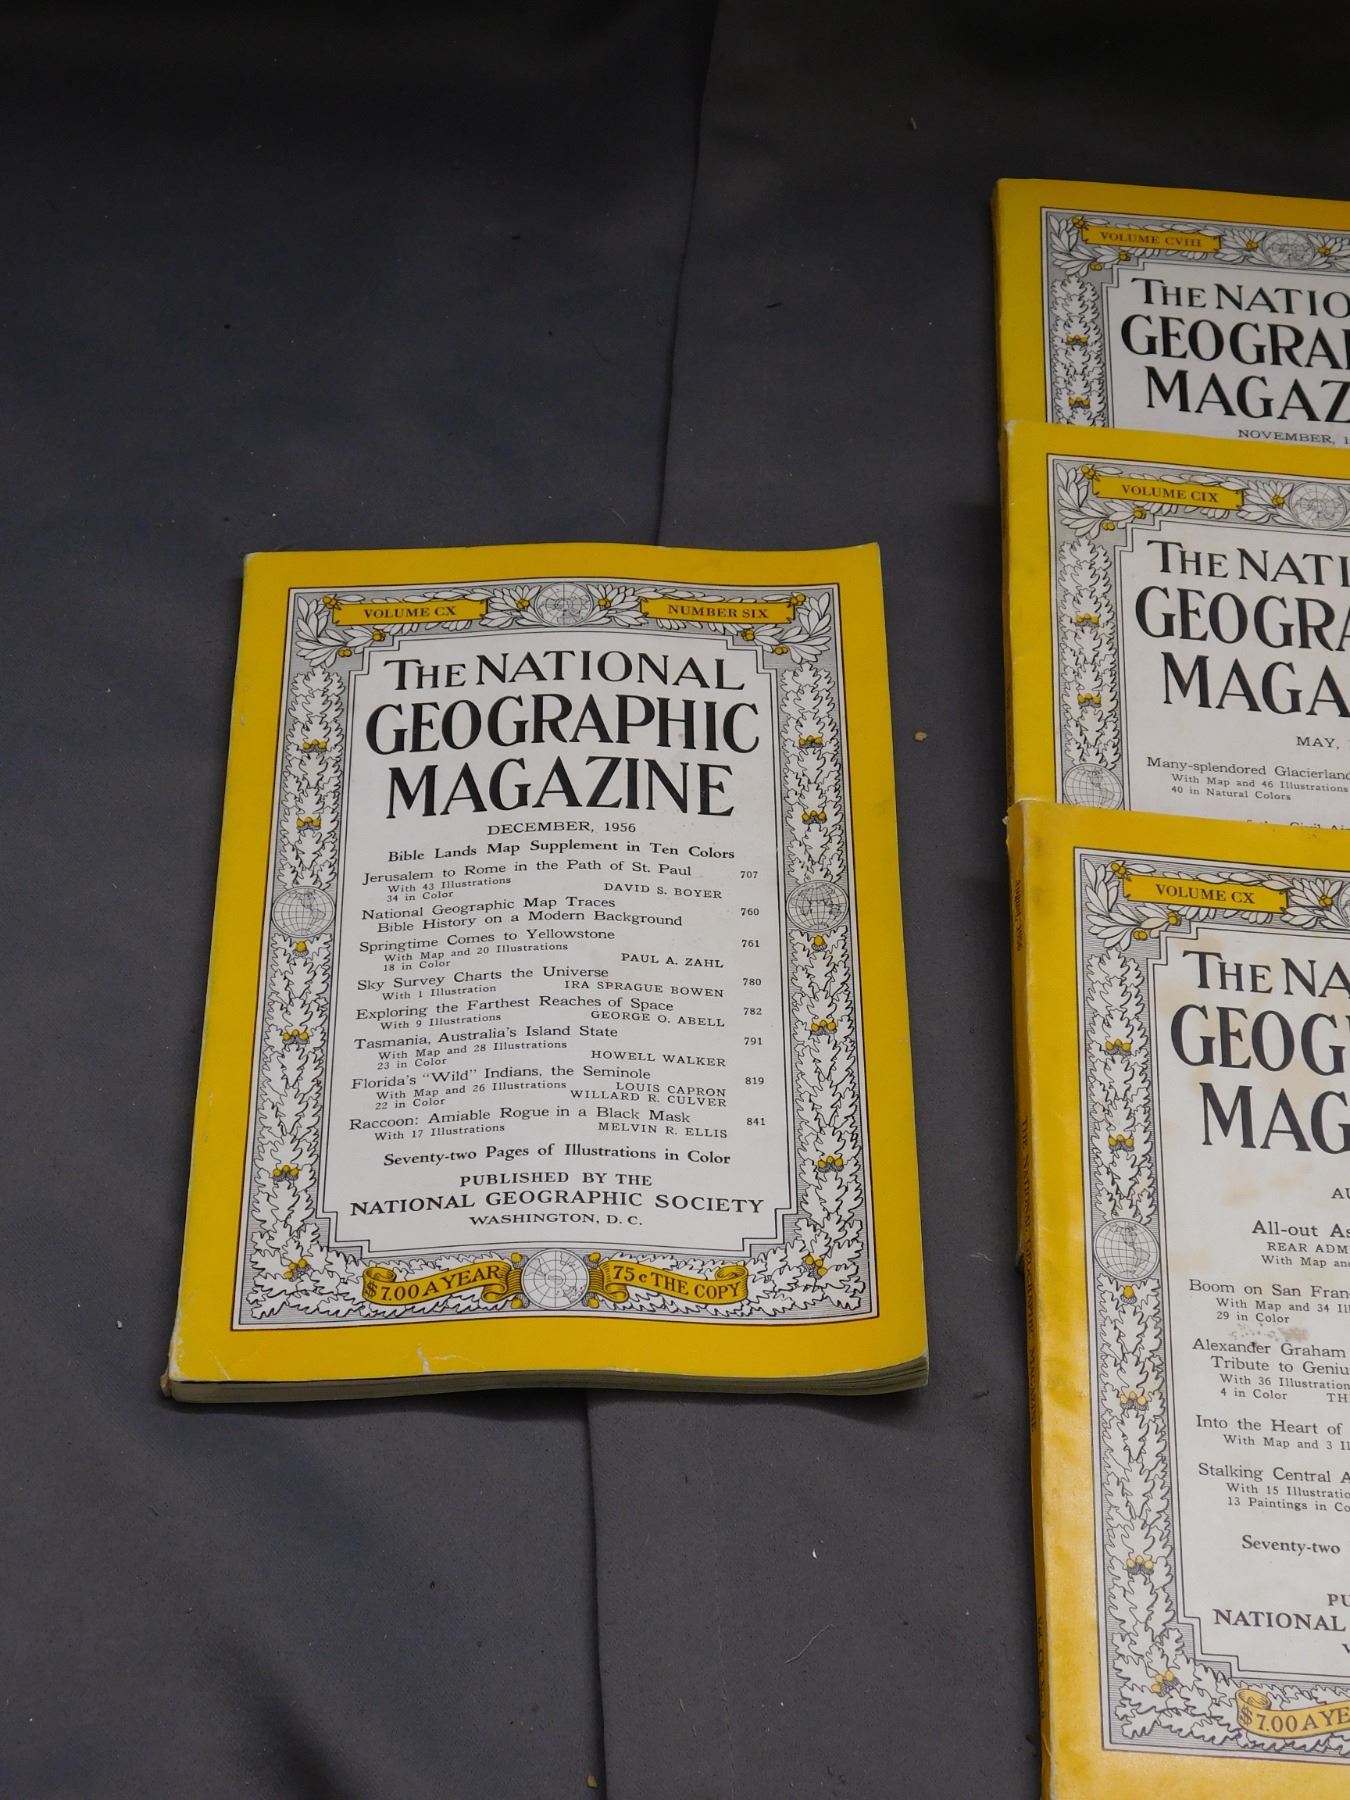 VOLUME CX
NUMBER SIX
THE NATIONAL
GEOGRAPHIC
MAGAZINE
DECEMBER, 1956
Bible Lands Map Supplement in Ten Colors
Jerusalem to Rome in the Path of St. Paul 707
With 43 Illustrations
34 in Color DAVID S. BOYER
National Geographic Map Traces
Bible History on a Modern Background 760
Springtime Comes to Yellowstone 761
With Map and 20 Illustrations
18 in Color PAUL A. ZAHL
Sky Survey Charts the Universe 780
With 1 Illustration IRA SPRAGUE BOWEN
Exploring the Farthest Reaches of Space 782
With 9 Illustrations GEORGE O. ABELL
Tasmania, Australia's Island State 791
With Map and 28 Illustrations
23 in Color HOWELL WALKER
Florida's "Wild" Indians, the Seminole 819
With Map and 26 Illustrations LOUIS CAPRON
22 in Color WILLARD R. CULVER
Raccoon: Amiable Rogue in a Black Mask 841
With 17 Illustrations MELVIN R. ELLIS
Seventy-two Pages of Illustrations in Color
PUBLISHED BY THE
NATIONAL GEOGRAPHIC SOCIETY
WASHINGTON, D. C.
$7.00 A YEAR
75c THE COPY
VOLUME CVIII
THE NATIO
GEOGRA
MAGAZ
NOVEMBER, 1
VOLUME CIX
THE NATI
GEOGRA
MAGA
MAY,
Many-splendored Glacierland
With Map and 46 Illustrations
40 in Natural Colors
VOLUME CX
THE NA
GEOG
MAG
AU
All-out As
REAR ADM
With Map and
Boom on San Fran
With Map and 34 Il
29 in Color
Alexander Graham
Tribute to Geniu
With 36 Illustration
4 in Color TH
Into the Heart of
With Map and 3 Il
Stalking Central A
With 15 Illustratio
13 Paintings in Co
Seventy-two
PU
NATIONAL
$7.00 A YE